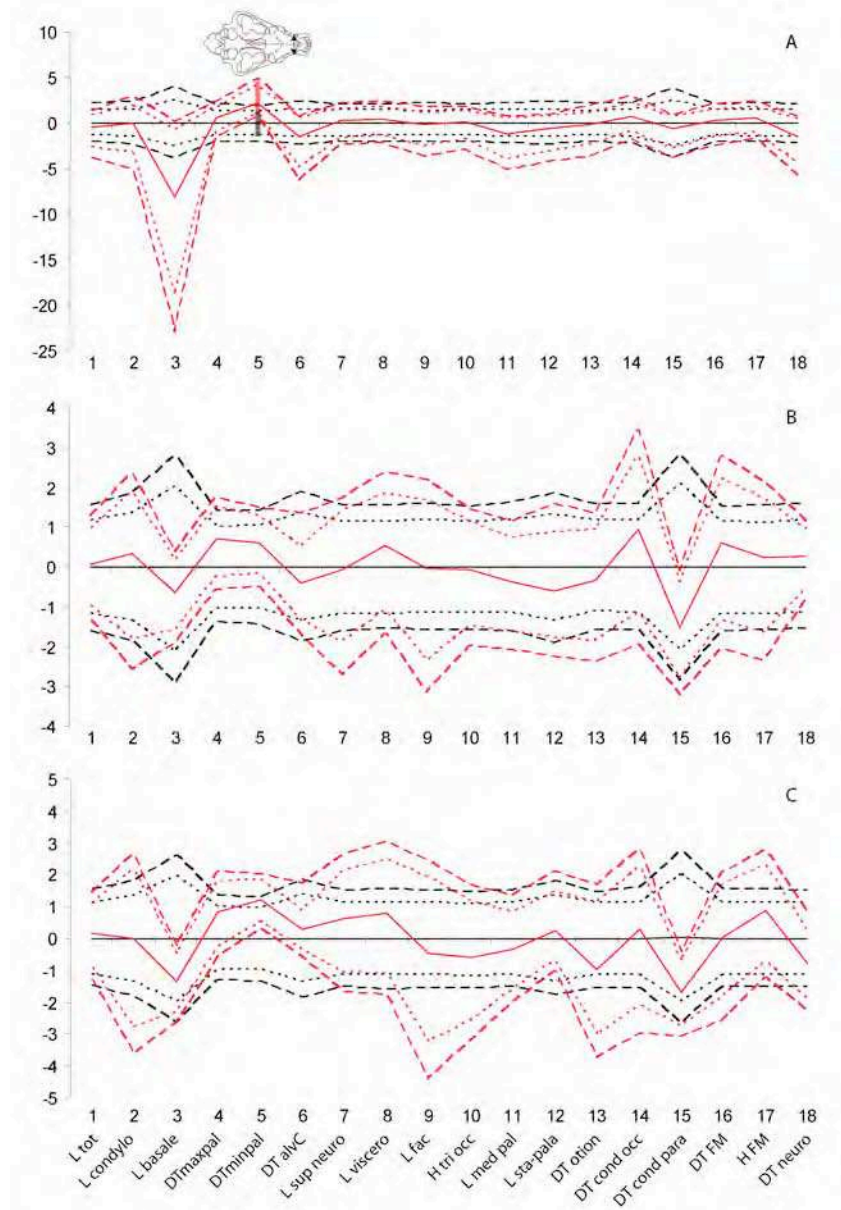 A
10
5
0
-5
-10
-15
-20
-25
1 2 3 4 5 6 7 8 9 10 11 12 13 14 15 16 17 18
B
4
3
2
1
0
-1
-2
-3
-4
1 2 3 4 5 6 7 8 9 10 11 12 13 14 15 16 17 18
C
5
4
3
2
1
0
-1
-2
-3
-4
-5
1 2 3 4 5 6 7 8 9 10 11 12 13 14 15 16 17 18
L tot
L condylo
L basale
DTmaxpal
DTminpal
DT alvC
L sup neuro
L viscero
L fac
H tri occ
L med pal
L sta-pala
DT otion
DT cond occ
DT cond para
DT FM
H FM
DT neuro